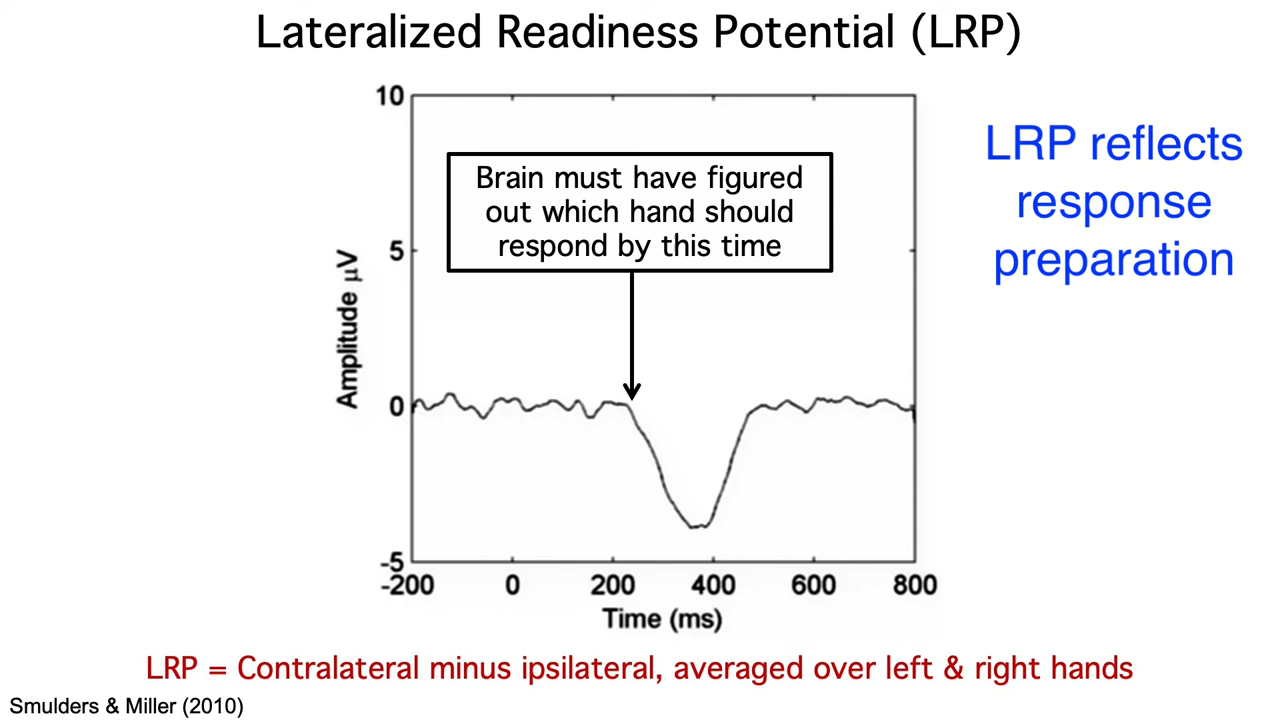 Lateralized Readiness Potential (LRP)
LRP reflects
response
preparation
Brain must have figured
out which hand should
respond by this time
Amplitude µV
10
5
0
-5
-200 0 200 400 600 800
Time (ms)
LRP = Contralateral minus ipsilateral, averaged over left & right hands
Smulders & Miller (2010)